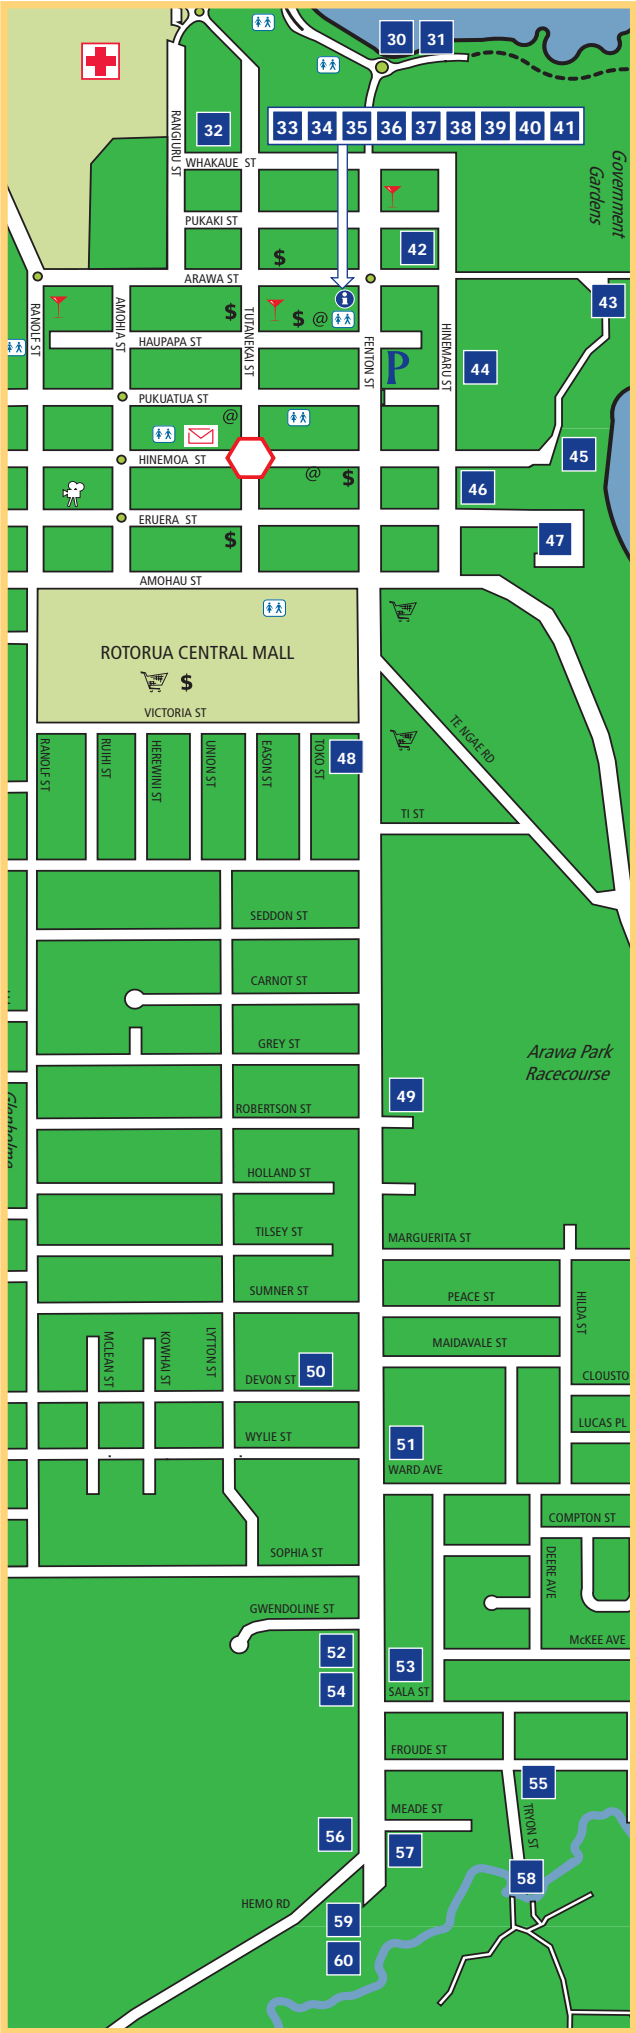 30 31
RANGIURU ST
32
33 34 35 36 37 38 39 40 41
WHAKAUE ST
Government
Gardens
PUKAKI ST
42
$
ARAWA ST
i
43
RANOLF ST
AMOHIA ST
$
TUTANEKAI ST
$ @
HAUPAPA ST
FENTON ST
P
HINEMARU ST
44
PUKUATUA ST
@
HINEMOA ST
45
@ $
46
ERUERA ST
$
47
AMOHAU ST
ROTORUA CENTRAL MALL
$
VICTORIA ST
TE NGAE RD
RANOLF ST
RUIHI ST
HEREWINI ST
UNION ST
EASON ST
TOKO ST
48
TI ST
SEDDON ST
CARNOT ST
GREY ST
Arawa Park
Racecourse
Glenholme
49
ROBERTSON ST
HOLLAND ST
TILSEY ST
MARGUERITA ST
SUMNER ST
PEACE ST
HILDA ST
MAIDAVALE ST
MCLEAN ST
KOWHAI ST
LYTTON ST
DEVON ST
50
CLOUSTO
LUCAS PL
WYLIE ST
51
WARD AVE
COMPTON ST
SOPHIA ST
DEERE AVE
GWENDOLINE ST
McKEE AVE
52
53
54
SALA ST
FROUDE ST
55
MEADE ST
TRYON ST
56
57
58
HEMO RD
59
60